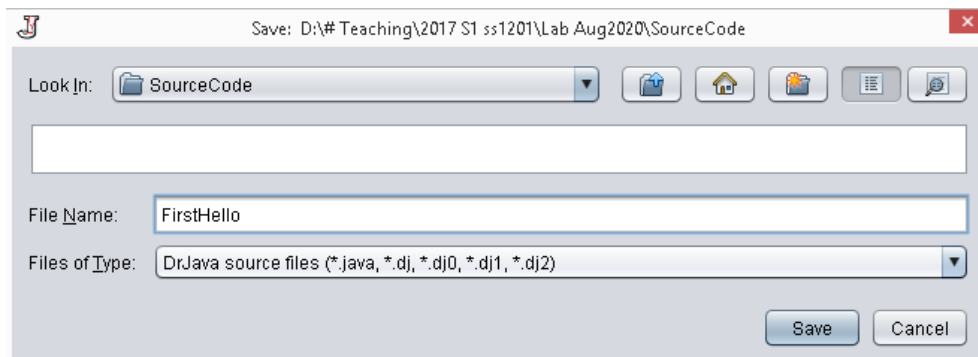 Save: D:\# Teaching\2017 S1 ss1201\Lab Aug2020\SourceCode
Look In: SourceCode
File Name: FirstHello
Files of Type: DrJava source files (*.java, *.dj, *.dj0, *.dj1, *.dj2)
Save Cancel